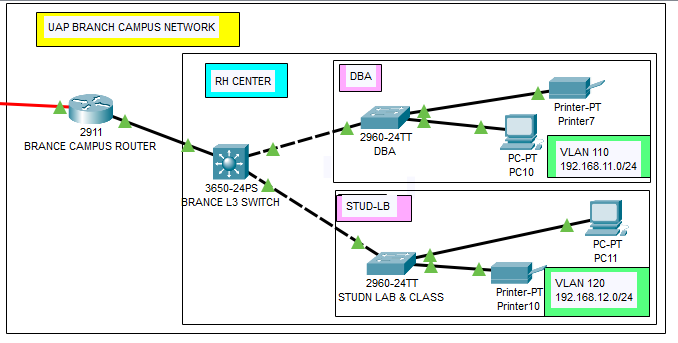 UAP BRANCH CAMPUS NETWORK
RH CENTER
DBA
Printer-PT
Printer7
2911
BRANCE CAMPUS ROUTER
2960-24TT
DBA
PC-PT
PC10
VLAN 110
192.168.11.0/24
3650-24PS
BRANCE L3 SWITCH
STUD-LB
PC-PT
PC11
2960-24TT
STUDN LAB & CLASS
Printer-PT
Printer10
VLAN 120
192.168.12.0/24